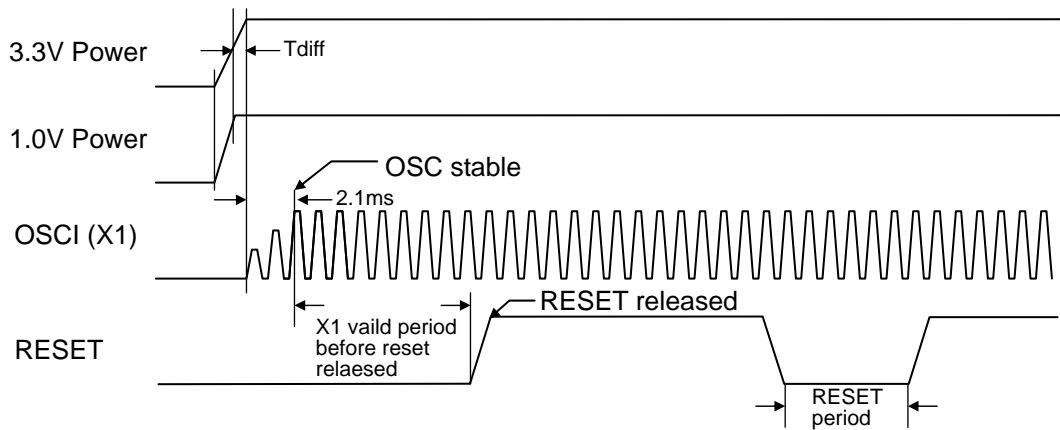 3.3V Power
Tdiff
1.0V Power
OSC stable
2.1ms
OSCI (X1)
RESET released
X1 vaild period
before reset
relaesed
RESET
RESET
period